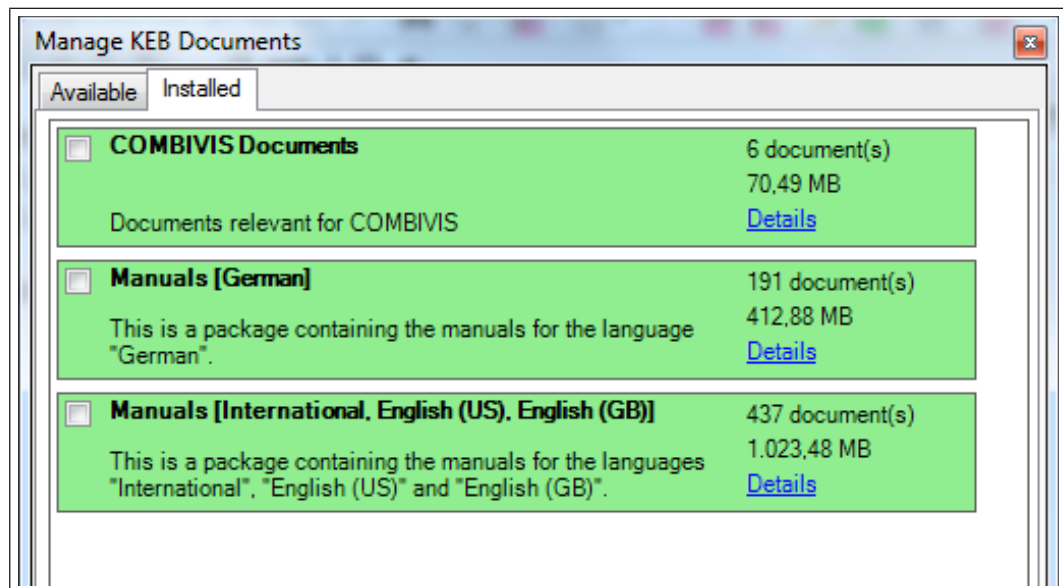 Manage KEB Documents
Available Installed
COMBIVIS Documents 6 document(s)
70,49 MB
Documents relevant for COMBIVIS Details
Manuals [German] 191 document(s)
This is a package containing the manuals for the language 412,88 MB
"German". Details
Manuals [International, English (US), English (GB)] 437 document(s)
This is a package containing the manuals for the languages 1.023,48 MB
"International", "English (US)" and "English (GB)". Details